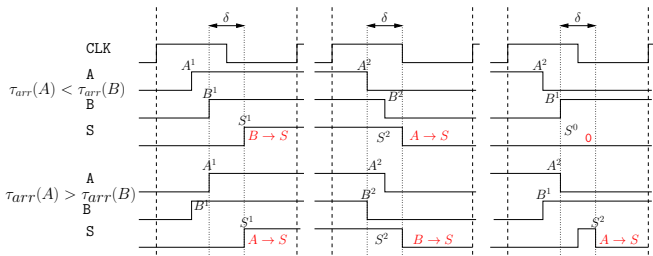 δ δ δ
CLK
A A¹ A² A²
τ_arr(A) < τ_arr(B)
B B¹ B² B¹
S S¹ B → S S² A → S S⁰ 0
A A¹ A² A²
τ_arr(A) > τ_arr(B)
B B¹ B² B¹
S S¹ A → S S² B → S S² A → S